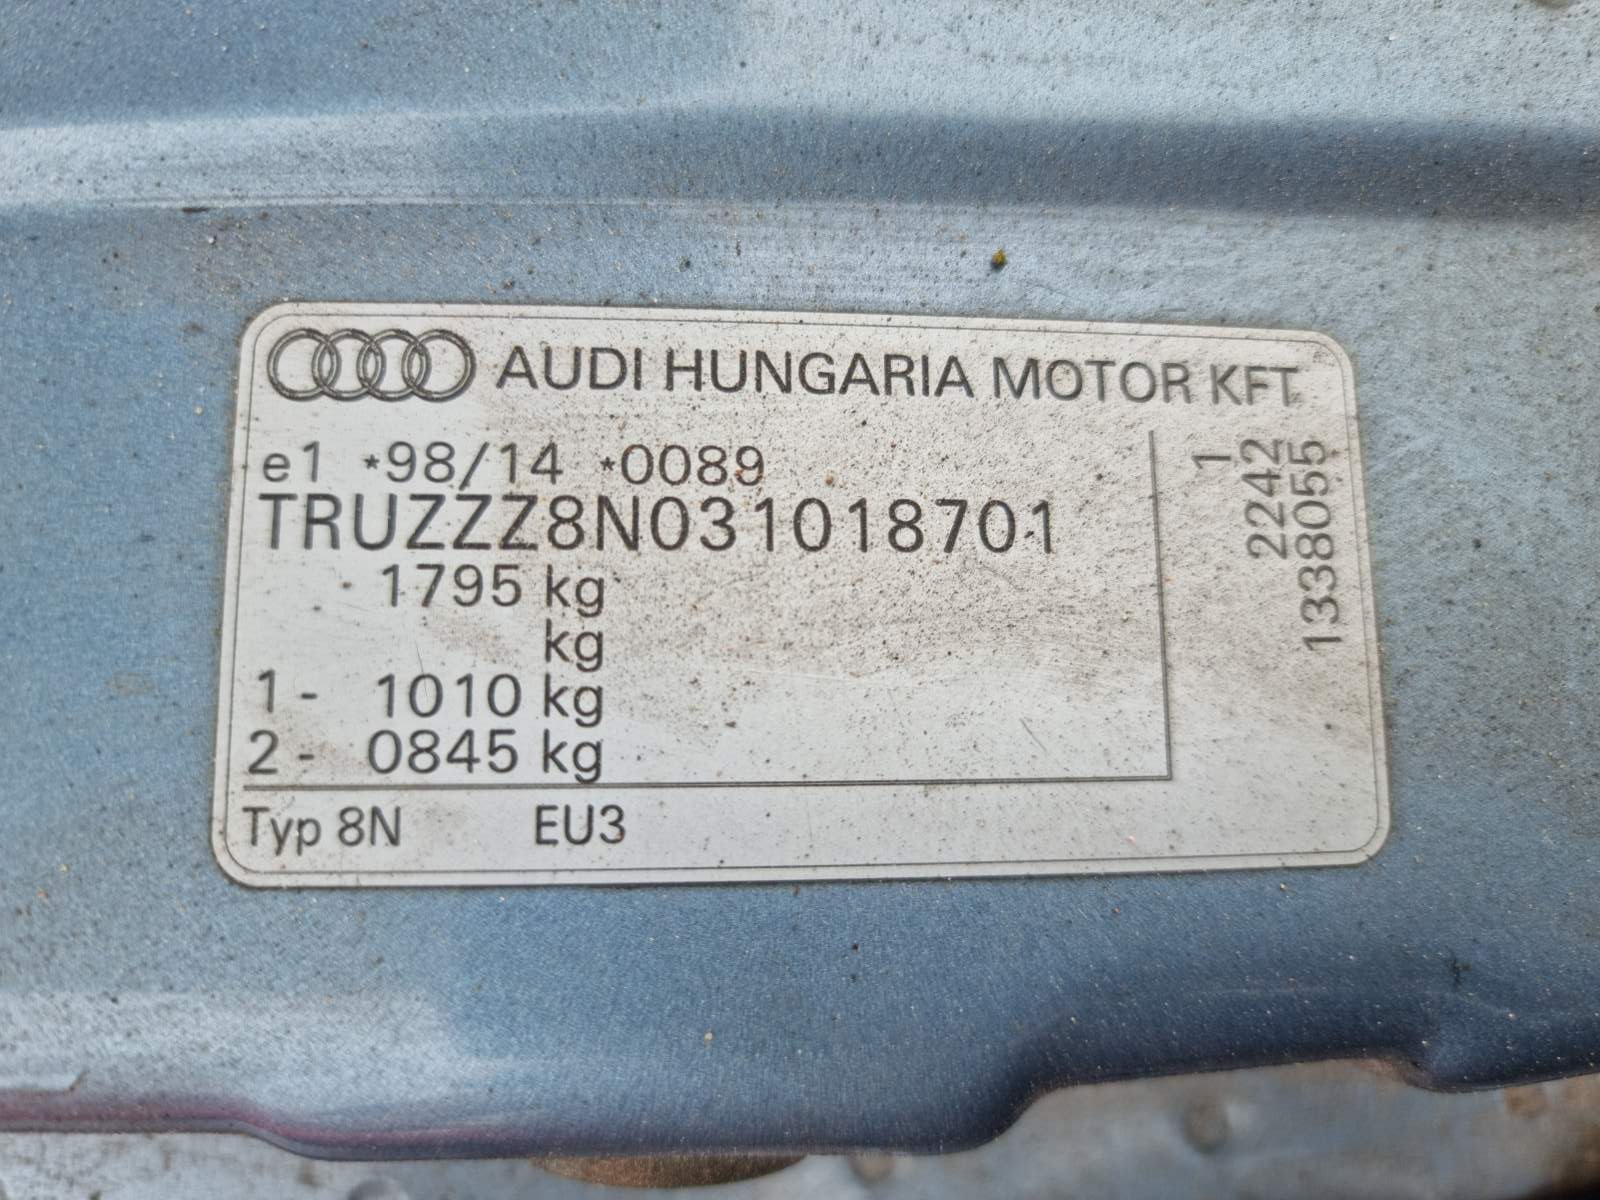 AUDI HUNGARIA MOTOR KFT
e1 *98/14 *0089
TRUZZZ8N031018701
1795 kg
kg
1- 1010 kg
2- 0845 kg
Typ 8N EU3
1
2242
1338055